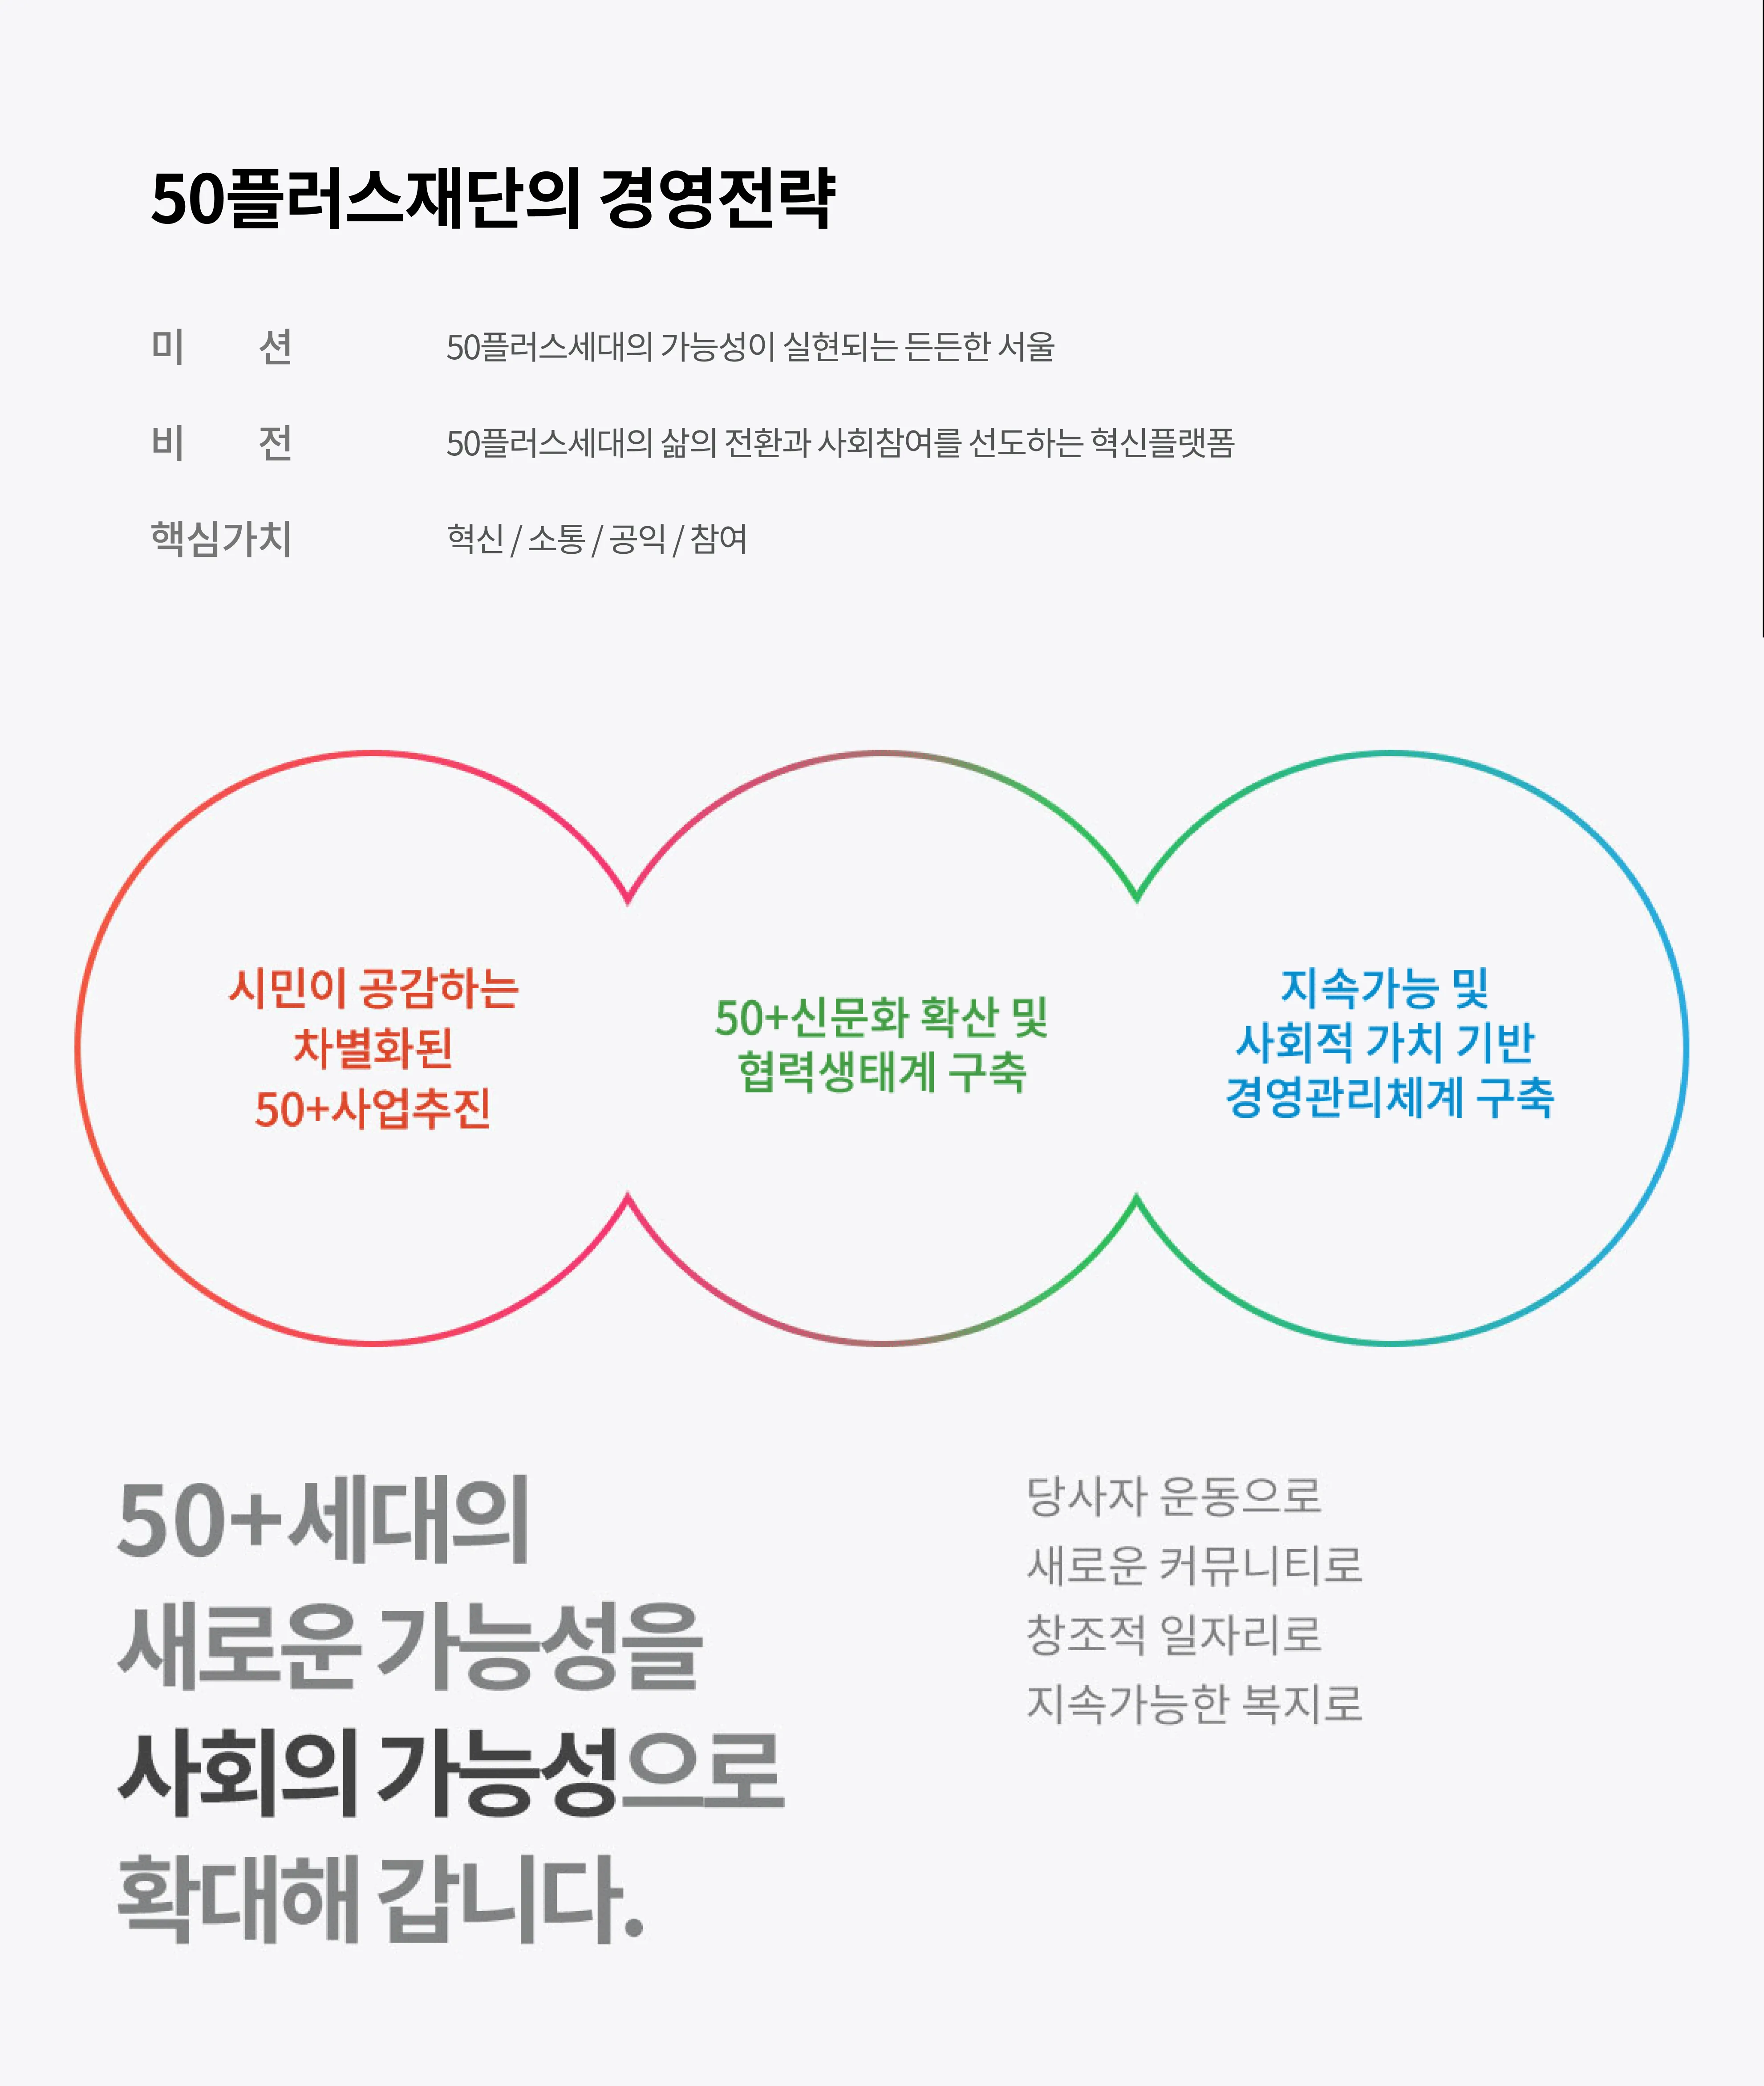 50플러스재단의 경영전략
미 션 50플러스세대의 가능성이 실현되는 든든한 서울
비 전 50플러스세대의 삶의 전환과 사회참여를 선도하는 혁신플랫폼
핵심가치 혁신 / 소통 / 공익 / 참여
시민이 공감하는
차별화된
50+사업추진
50+신문화 확산 및
협력생태계 구축
지속가능 및
사회적 가치 기반
경영관리체계 구축
50+세대의
새로운 가능성을
사회의 가능성으로
확대해 갑니다.
당사자 운동으로
새로운 커뮤니티로
창조적 일자리로
지속가능한 복지로